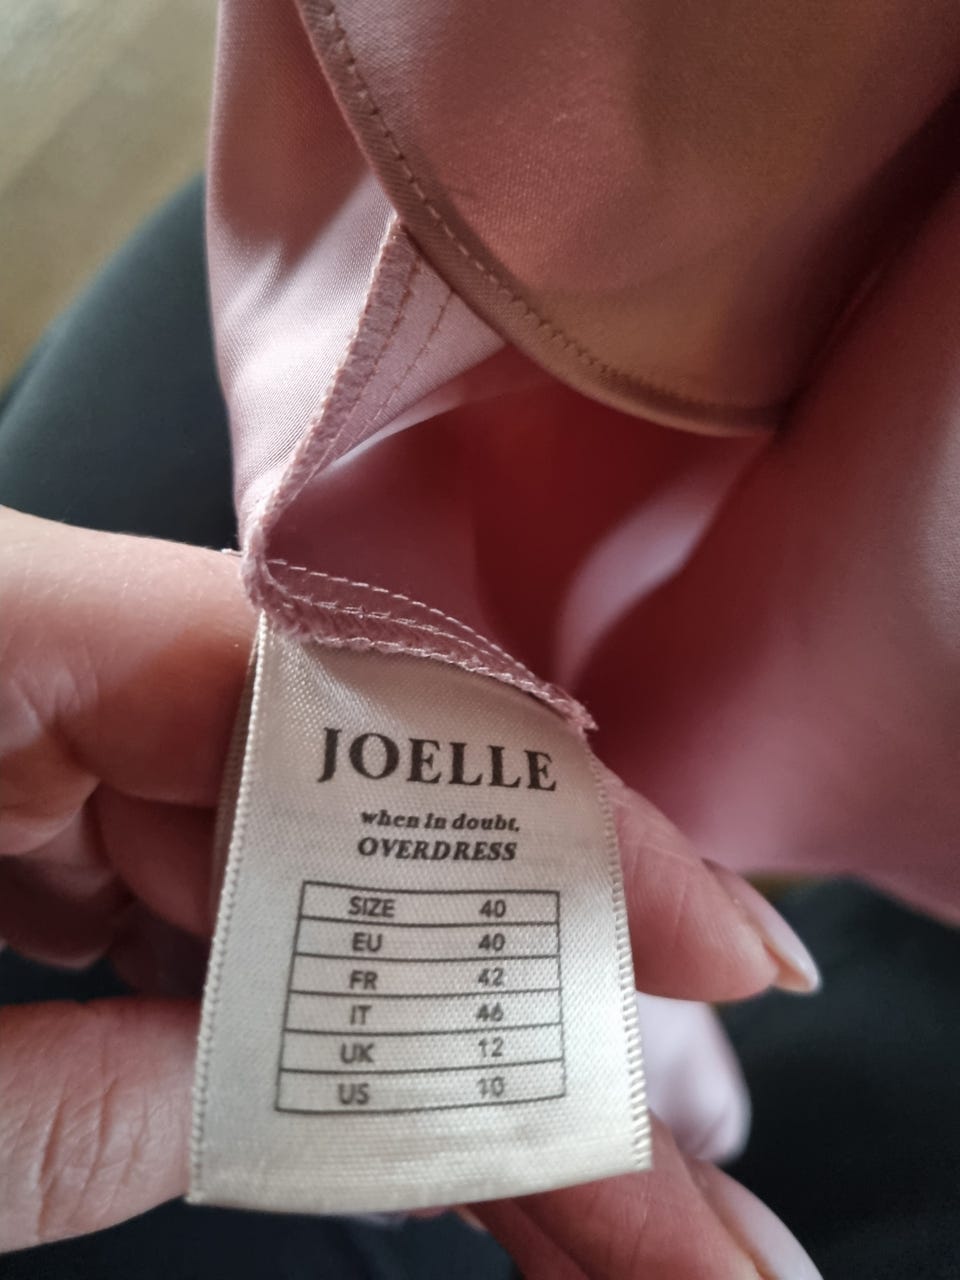 JOELLE
when in doubt,
OVERDRESS
SIZE 40
EU 40
FR 42
IT 46
UK 12
US 10